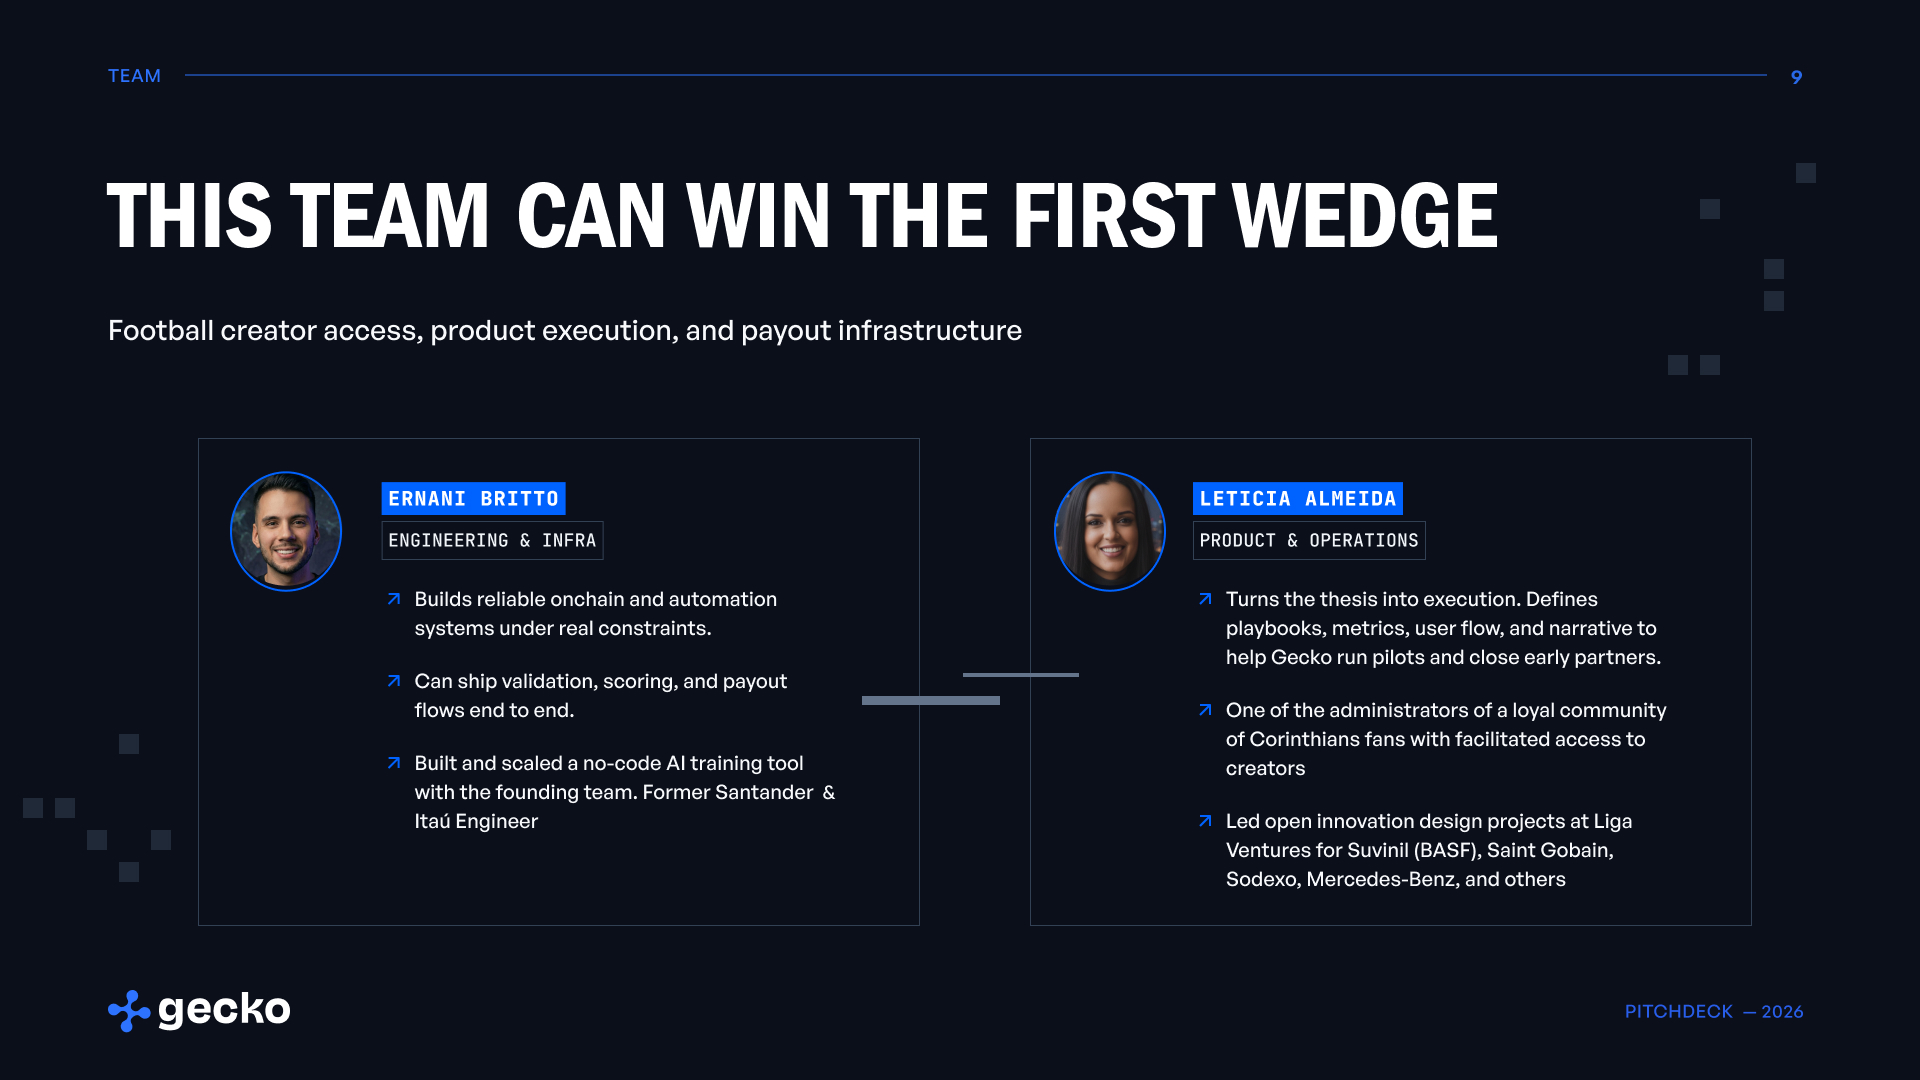 TEAM
9
THIS TEAM CAN WIN THE FIRST WEDGE
Football creator access, product execution, and payout infrastructure
ERNANI BRITTO
ENGINEERING & INFRA
Builds reliable onchain and automation
systems under real constraints.
Can ship validation, scoring, and payout
flows end to end.
Built and scaled a no-code AI training tool
with the founding team. Former Santander &
Itaú Engineer
LETICIA ALMEIDA
PRODUCT & OPERATIONS
Turns the thesis into execution. Defines
playbooks, metrics, user flow, and narrative to
help Gecko run pilots and close early partners.
One of the administrators of a loyal community
of Corinthians fans with facilitated access to
creators
Led open innovation design projects at Liga
Ventures for Suvinil (BASF), Saint Gobain,
Sodexo, Mercedes-Benz, and others
gecko
PITCHDECK — 2026